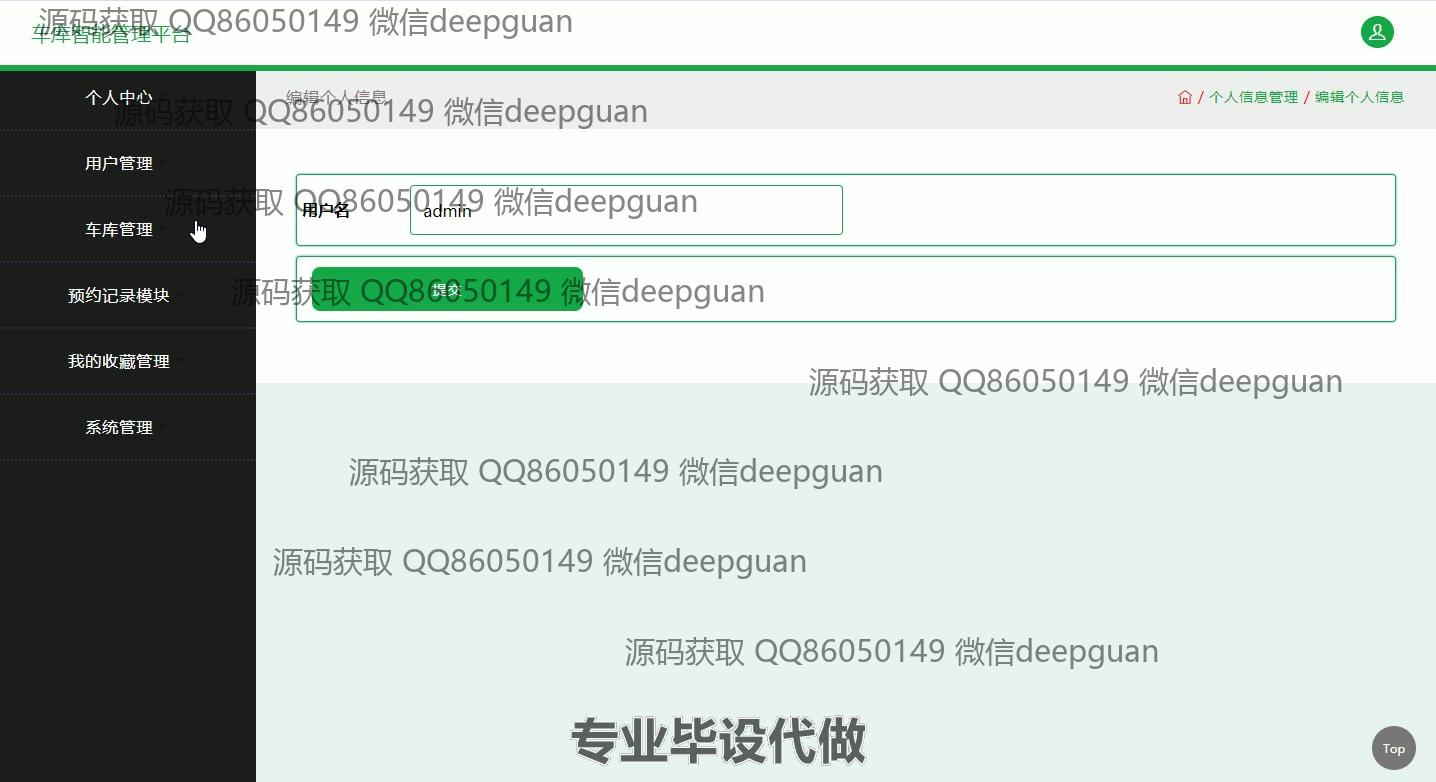 源码获取 QQ86050149 微信deepguan
车库智能管理平台
个人中心
编辑个人信息
/ 个人信息管理 / 编辑个人信息
源码获取 QQ86050149 微信deepguan
用户管理
源码获取 QQ86050149 微信deepguan
用户名
admin
车库管理
预约记录模块
源码获取 QQ86050149 微信deepguan
提交
我的收藏管理
源码获取 QQ86050149 微信deepguan
系统管理
源码获取 QQ86050149 微信deepguan
源码获取 QQ86050149 微信deepguan
源码获取 QQ86050149 微信deepguan
专业毕设代做
Top